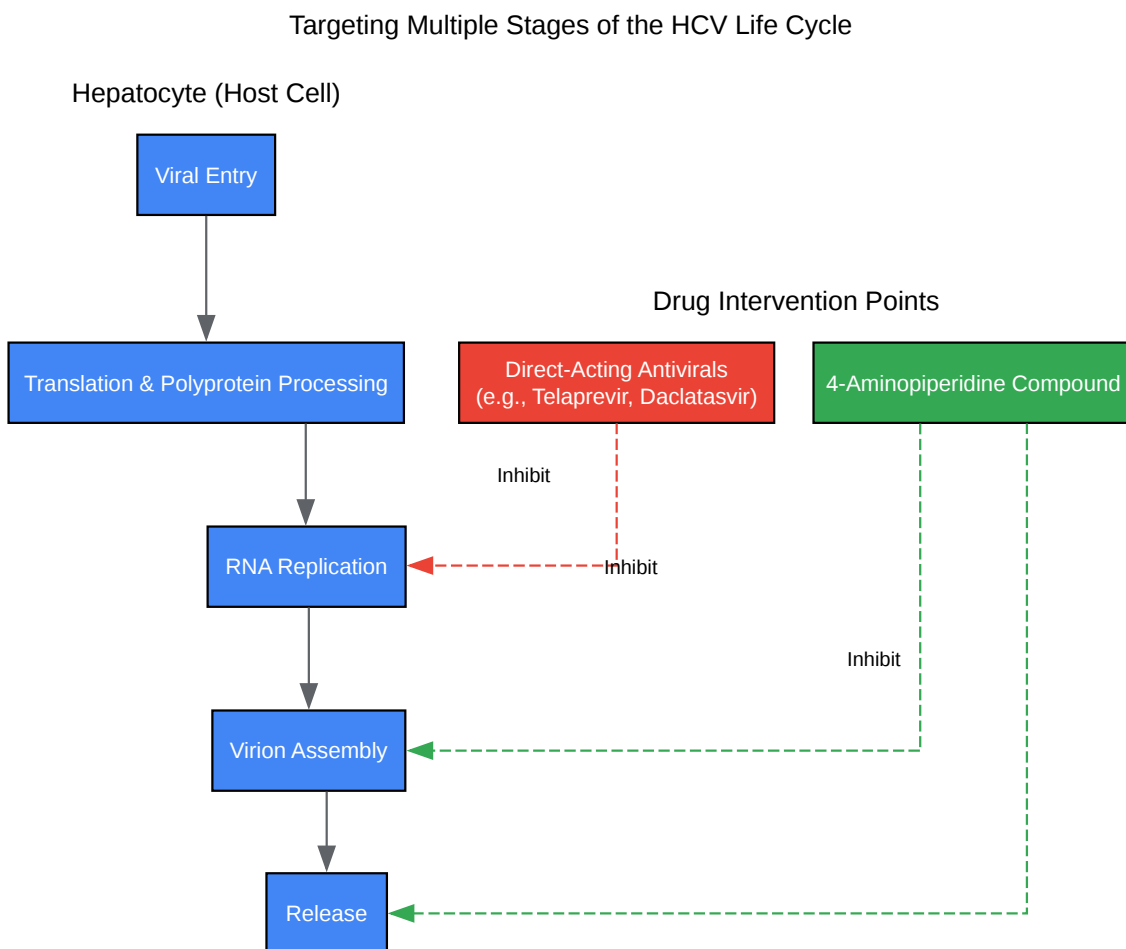 Targeting Multiple Stages of the HCV Life Cycle
Hepatocyte (Host Cell)
Viral Entry
Drug Intervention Points
Translation & Polyprotein Processing
Direct-Acting Antivirals
(e.g., Telaprevir, Daclatasvir)
4-Aminopiperidine Compound
Inhibit
RNA Replication
Inhibit
Inhibit
Virion Assembly
Release